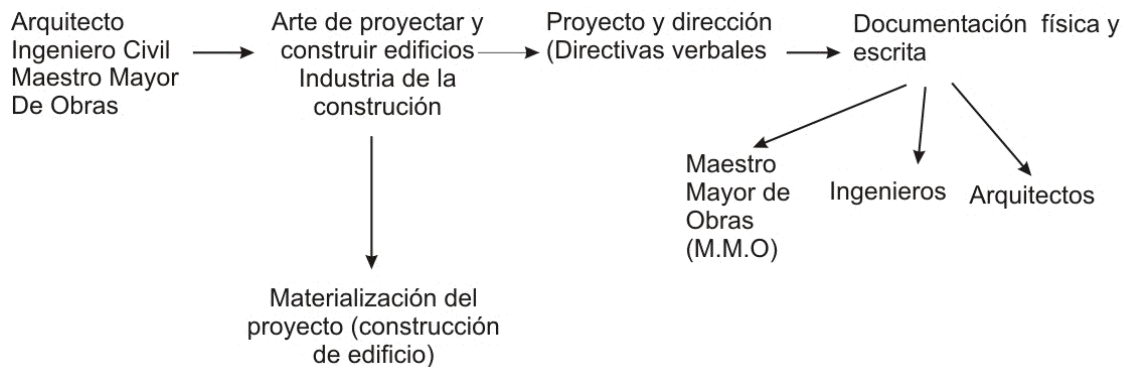 Arquitecto
Ingeniero Civil
Maestro Mayor
De Obras
Arte de proyectar y
construir edificios
Industria de la
construción
Proyecto y dirección
(Directivas verbales
Documentación física y
escrita
Maestro
Mayor de
Obras
(M.M.O)
Ingenieros
Arquitectos
Materialización del
proyecto (construcción
de edificio)